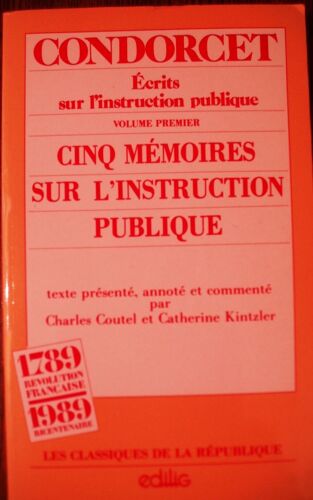 CONDORCET
Écrits
sur l'instruction publique
VOLUME PREMIER
CINQ MÉMOIRES
SUR L'INSTRUCTION
PUBLIQUE
texte présenté, annoté et commenté
par
Charles Coutel et Catherine Kintzler
1789
RÉVOLUTION
FRANÇAISE
1989
BICENTENAIRE
LES CLASSIQUES DE LA RÉPUBLIQUE
edilig